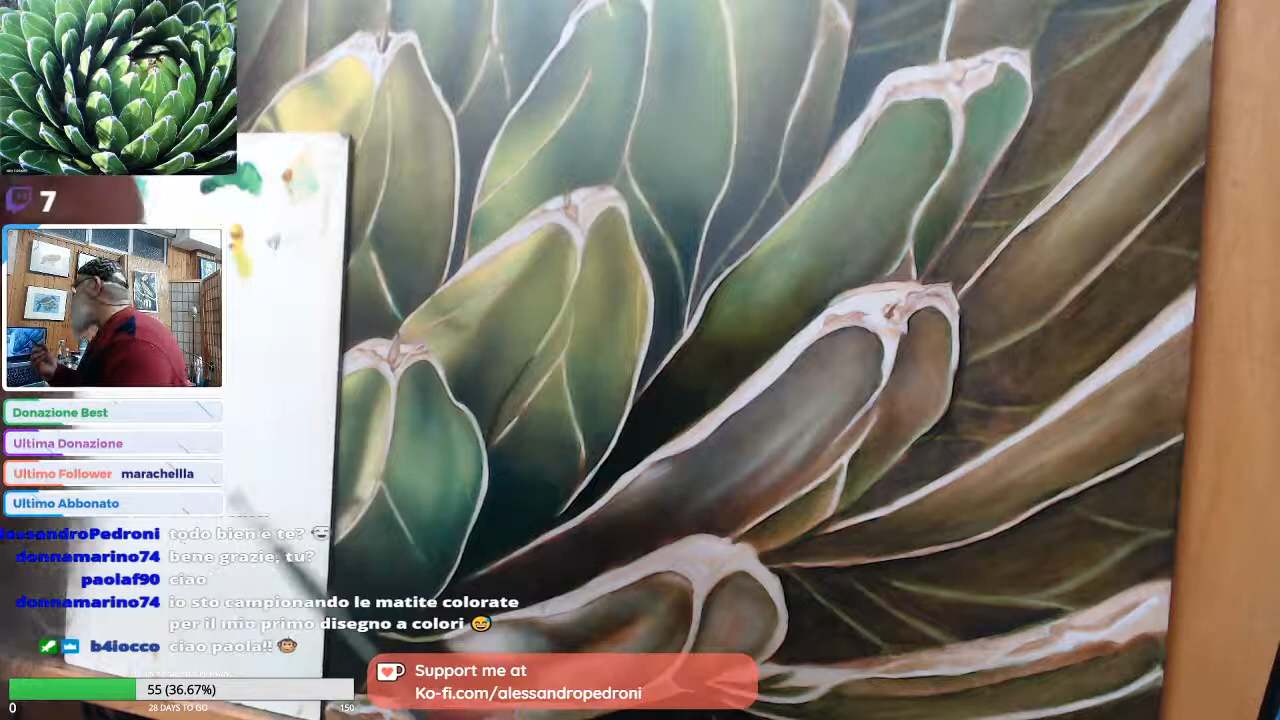 7
Donazione Best
Ultima Donazione
Ultimo Follower marachellla
Ultimo Abbonato
ssandroPedroni todo bien e te? 😅
donnamarino74 bene grazie, tu?
paolaf90 ciao
donnamarino74 io sto campionando le matite colorate
per il mio primo disegno a colori 😅
b4iocco ciao paola!! 🐵
55 (36.67%)
0 28 DAYS TO GO 150
Support me at
Ko-fi.com/alessandropedroni